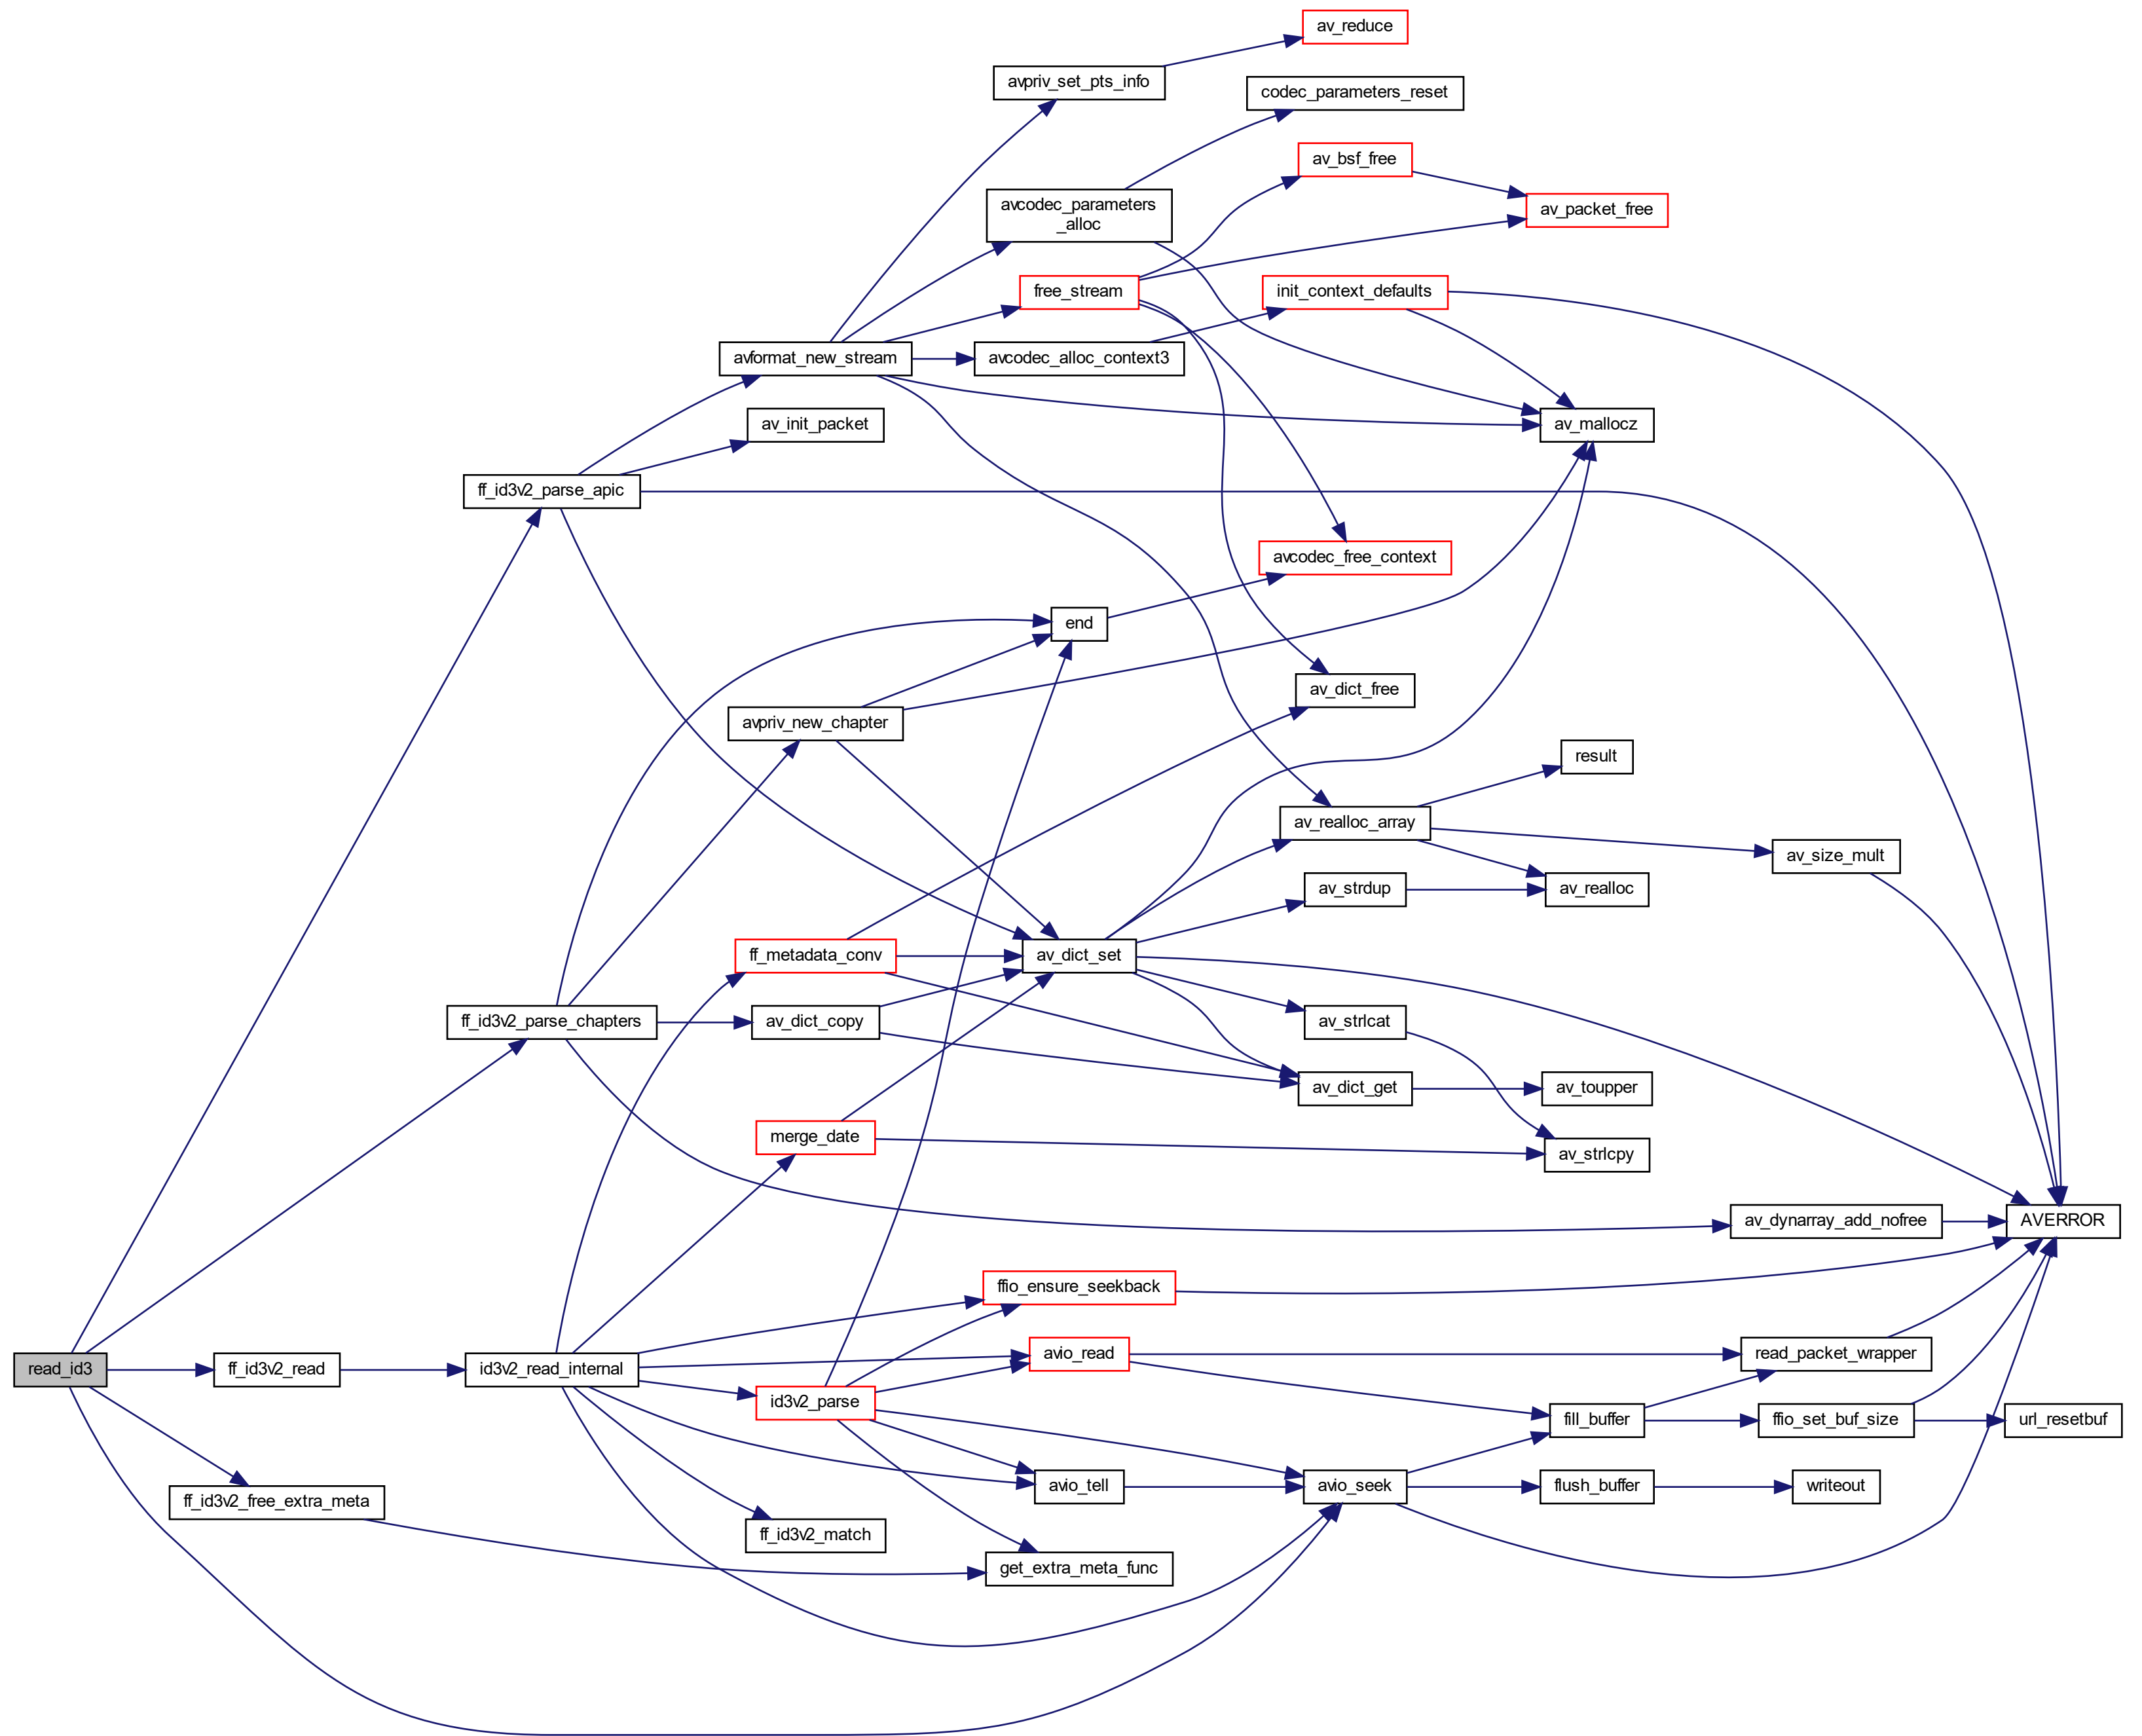 av_reduce
avpriv_set_pts_info
codec_parameters_reset
av_bsf_free
avcodec_parameters
_alloc
av_packet_free
free_stream
init_context_defaults
avformat_new_stream
avcodec_alloc_context3
av_init_packet
av_mallocz
ff_id3v2_parse_apic
avcodec_free_context
end
av_dict_free
avpriv_new_chapter
result
av_realloc_array
av_size_mult
av_strdup
av_realloc
ff_metadata_conv
av_dict_set
ff_id3v2_parse_chapters
av_dict_copy
av_strlcat
av_dict_get
av_toupper
merge_date
av_strlcpy
av_dynarray_add_nofree
AVERROR
ffio_ensure_seekback
read_id3
ff_id3v2_read
id3v2_read_internal
avio_read
read_packet_wrapper
id3v2_parse
fill_buffer
ffio_set_buf_size
url_resetbuf
ff_id3v2_free_extra_meta
avio_tell
avio_seek
flush_buffer
writeout
ff_id3v2_match
get_extra_meta_func